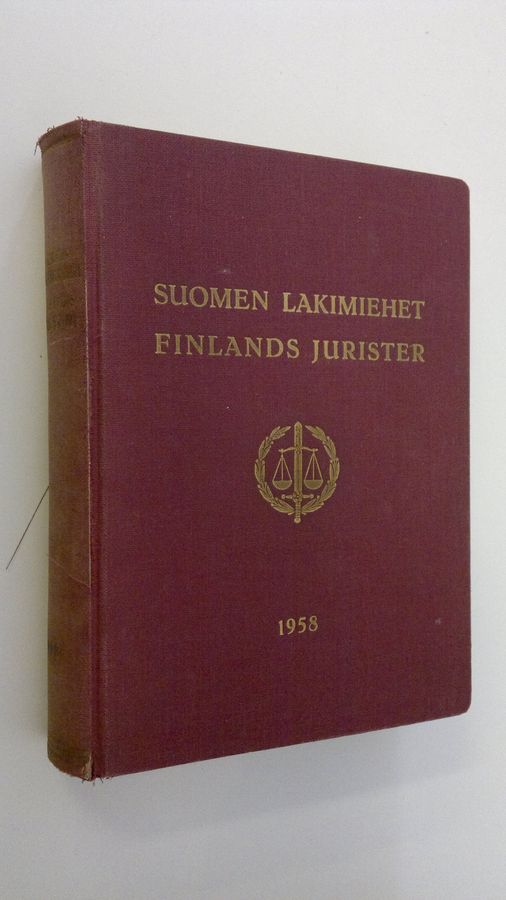 SUOMEN LAKIMIEHET
FINLANDS JURISTER
1958